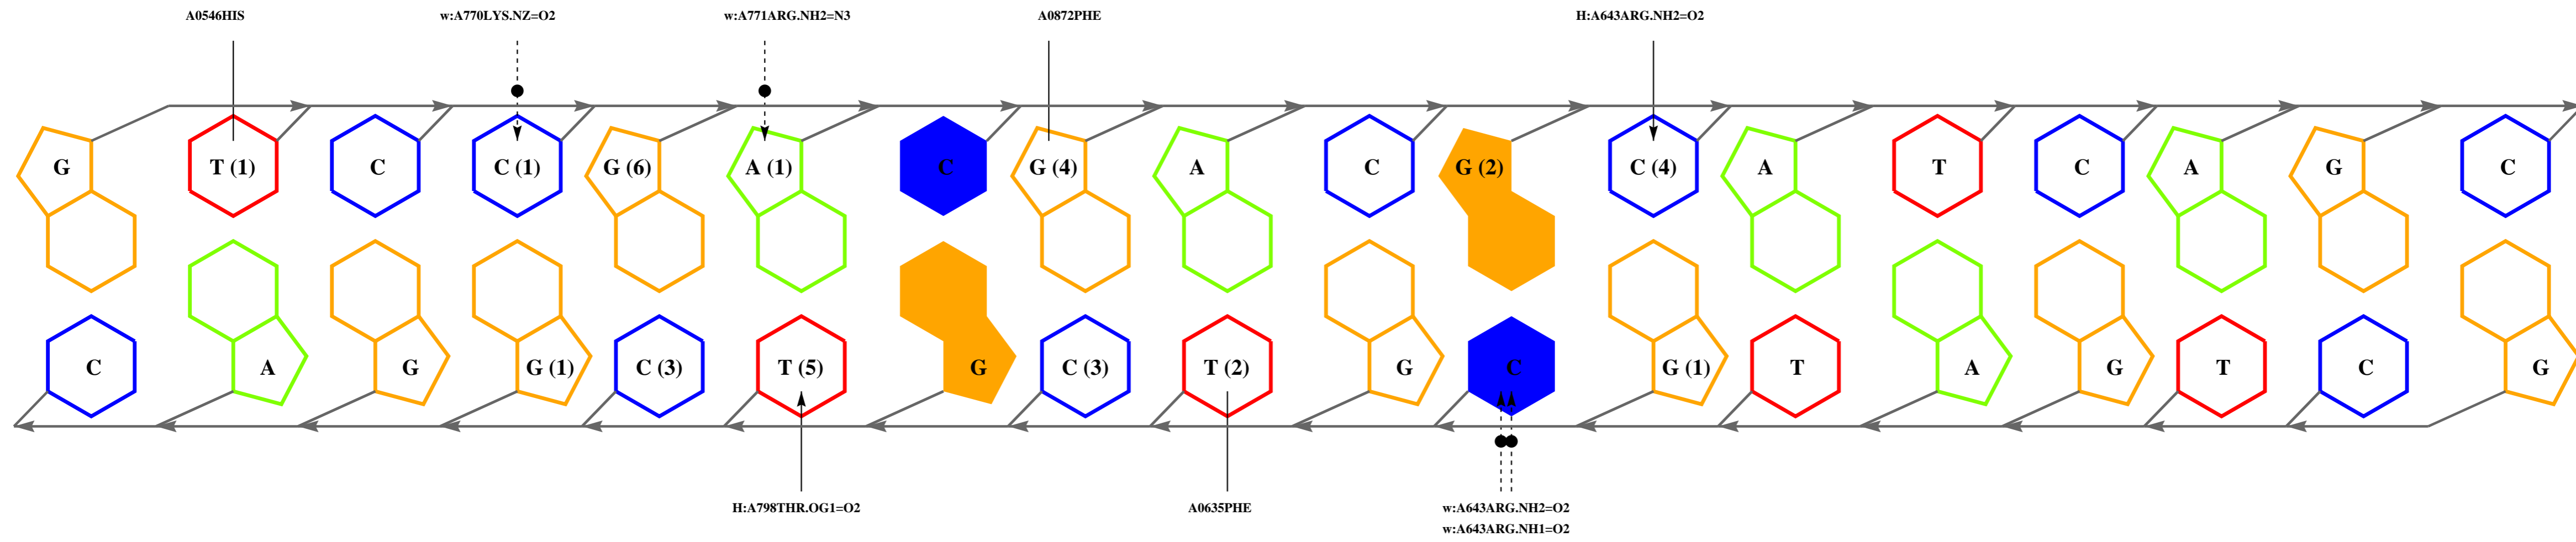 A0546HIS w:A770LYS.NZ=O2 w:A771ARG.NH2=N3 A0872PHE H:A643ARG.NH2=O2
G T (1) C C (1) G (6) A (1) C G (4) A C G (2) C (4) A T C A G C
C A G G (1) C (3) T (5) G C (3) T (2) G C G (1) T A G T C G
H:A798THR.OG1=O2 A0635PHE w:A643ARG.NH2=O2
w:A643ARG.NH1=O2